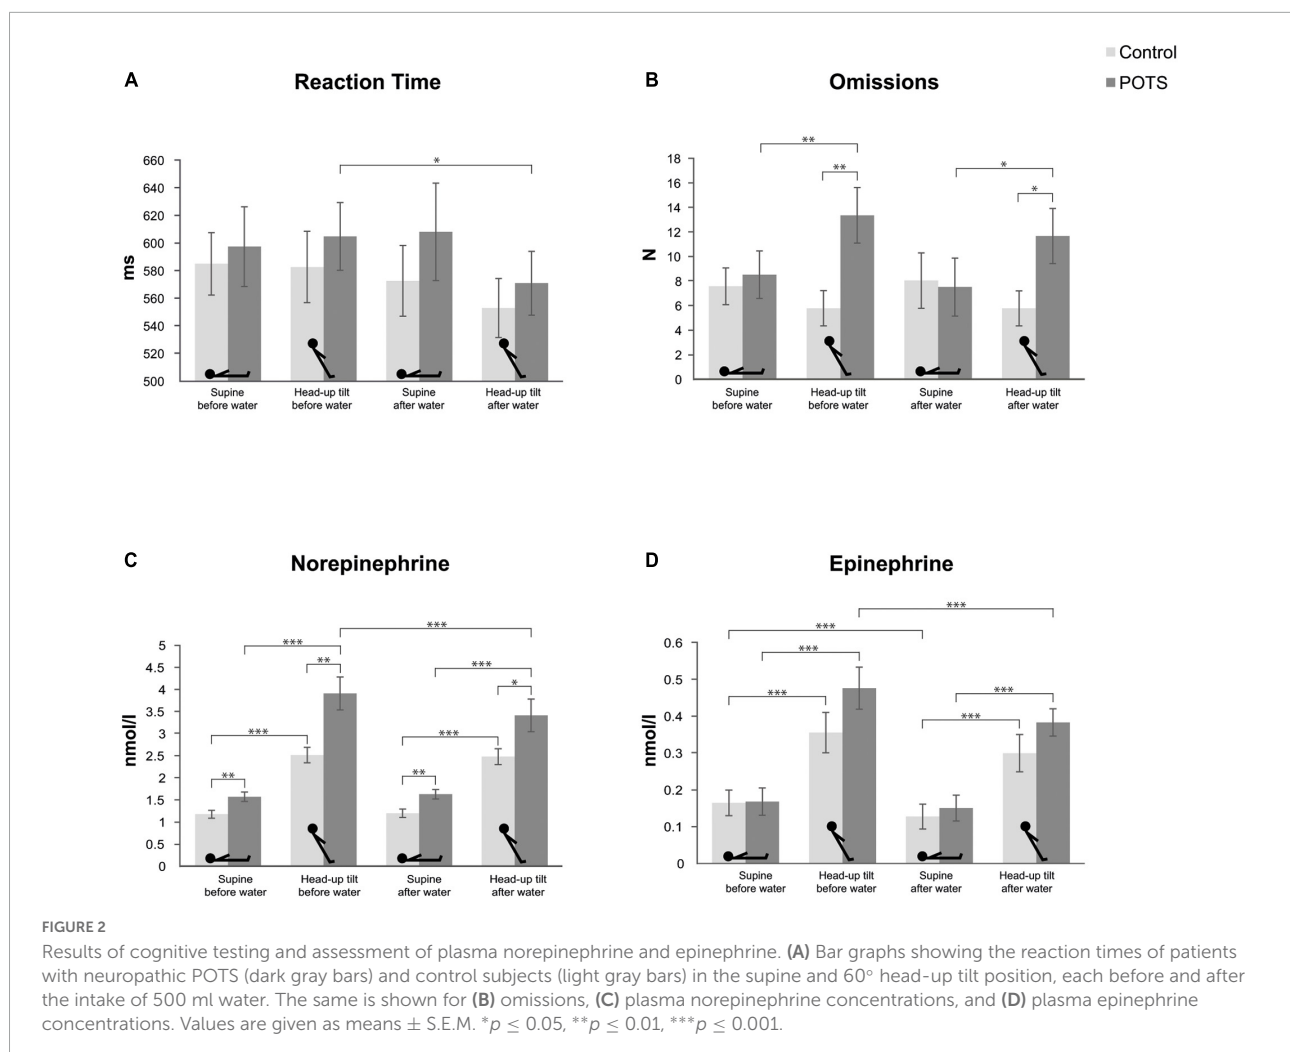 Control
POTS
A Reaction Time
*
660
640
620
600
580
560
540
520
500
ms
Supine
before water
Head-up tilt
before water
Supine
after water
Head-up tilt
after water
B Omissions
**
**
*
*
18
16
14
12
10
8
6
4
2
0
N
Supine
before water
Head-up tilt
before water
Supine
after water
Head-up tilt
after water
C Norepinephrine
***
***
**
***
*
***
***
**
**
5
4.5
4
3.5
3
2.5
2
1.5
1
0.5
0
nmol/l
Supine
before water
Head-up tilt
before water
Supine
after water
Head-up tilt
after water
D Epinephrine
***
***
***
***
***
***
0.6
0.5
0.4
0.3
0.2
0.1
0
nmol/l
Supine
before water
Head-up tilt
before water
Supine
after water
Head-up tilt
after water
FIGURE 2
Results of cognitive testing and assessment of plasma norepinephrine and epinephrine. (A) Bar graphs showing the reaction times of patients
with neuropathic POTS (dark gray bars) and control subjects (light gray bars) in the supine and 60° head-up tilt position, each before and after
the intake of 500 ml water. The same is shown for (B) omissions, (C) plasma norepinephrine concentrations, and (D) plasma epinephrine
concentrations. Values are given as means ± S.E.M. *p ≤ 0.05, **p ≤ 0.01, ***p ≤ 0.001.